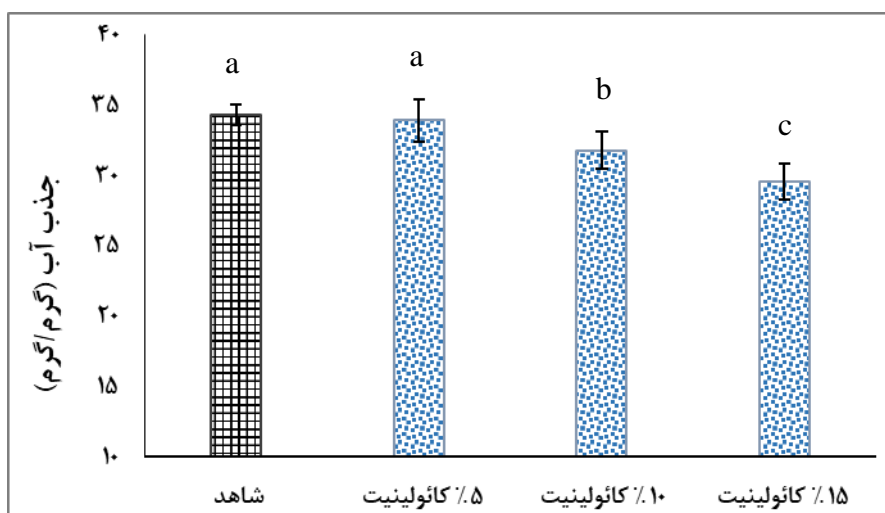 جذب آب (گرم/گرم)
۴۰
۳۵
۳۰
۲۵
۲۰
۱۵
۱۰
a
a
b
c
شاهد
۵٪ کائولینیت
۱۰٪ کائولینیت
۱۵٪ کائولینیت